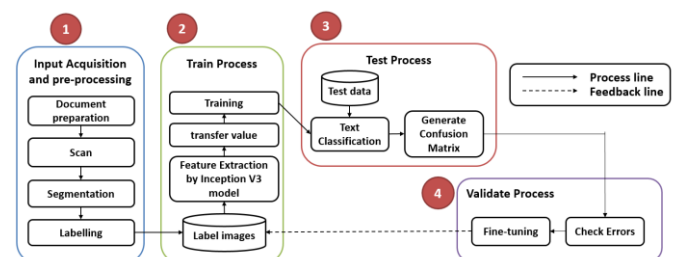 1
Input Acquisition
and pre-processing
Document
preparation
Scan
Segmentation
Labelling
2
Train Process
Training
transfer value
Feature Extraction
by Inception V3
model
Label images
3
Test Process
Test data
Text
Classification
Generate
Confusion
Matrix
Process line
Feedback line
4
Validate Process
Fine-tuning
Check Errors